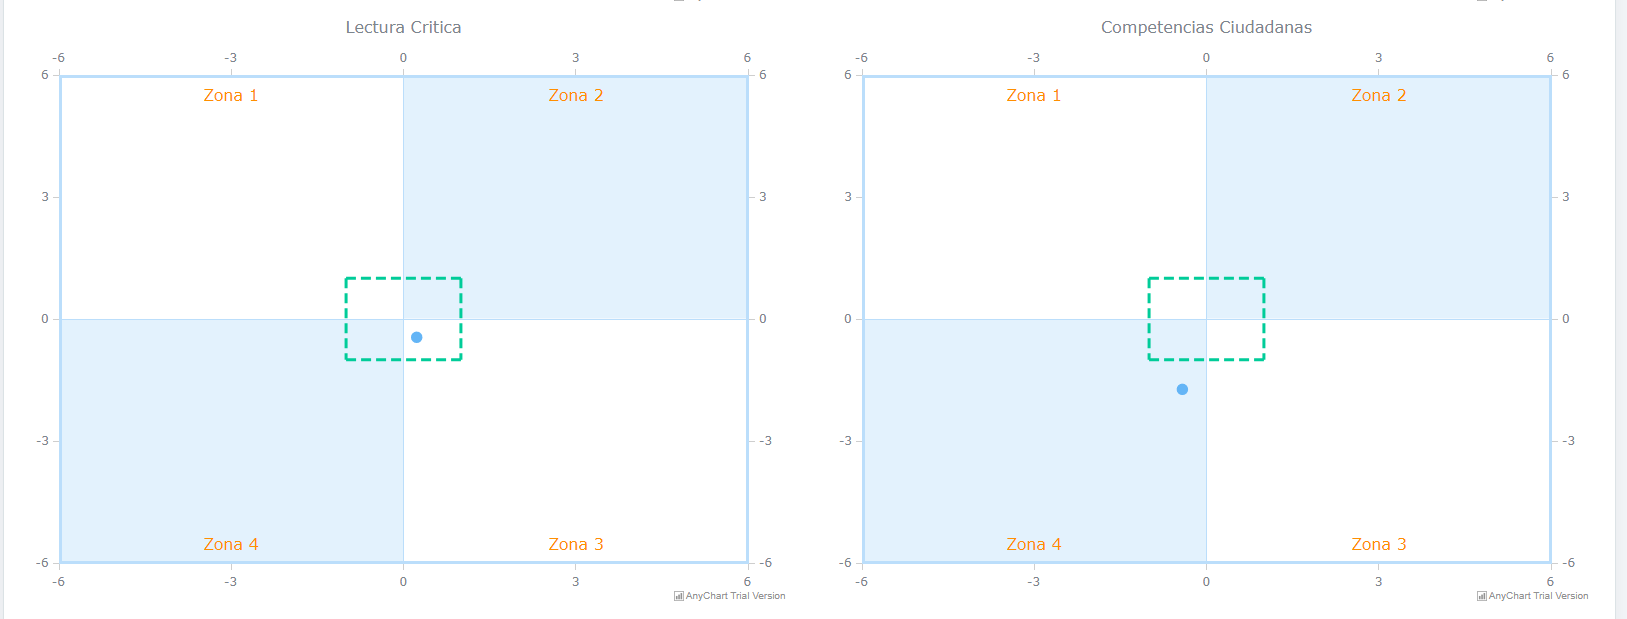 Lectura Critica
-6 -3 0 3 6
6 6
Zona 1 Zona 2
3 3
0 0
-3 -3
Zona 4 Zona 3
-6 -6
-6 -3 0 3 6
AnyChart Trial Version
Competencias Ciudadanas
-6 -3 0 3 6
6 6
Zona 1 Zona 2
3 3
0 0
-3 -3
Zona 4 Zona 3
-6 -6
-6 -3 0 3 6
AnyChart Trial Version